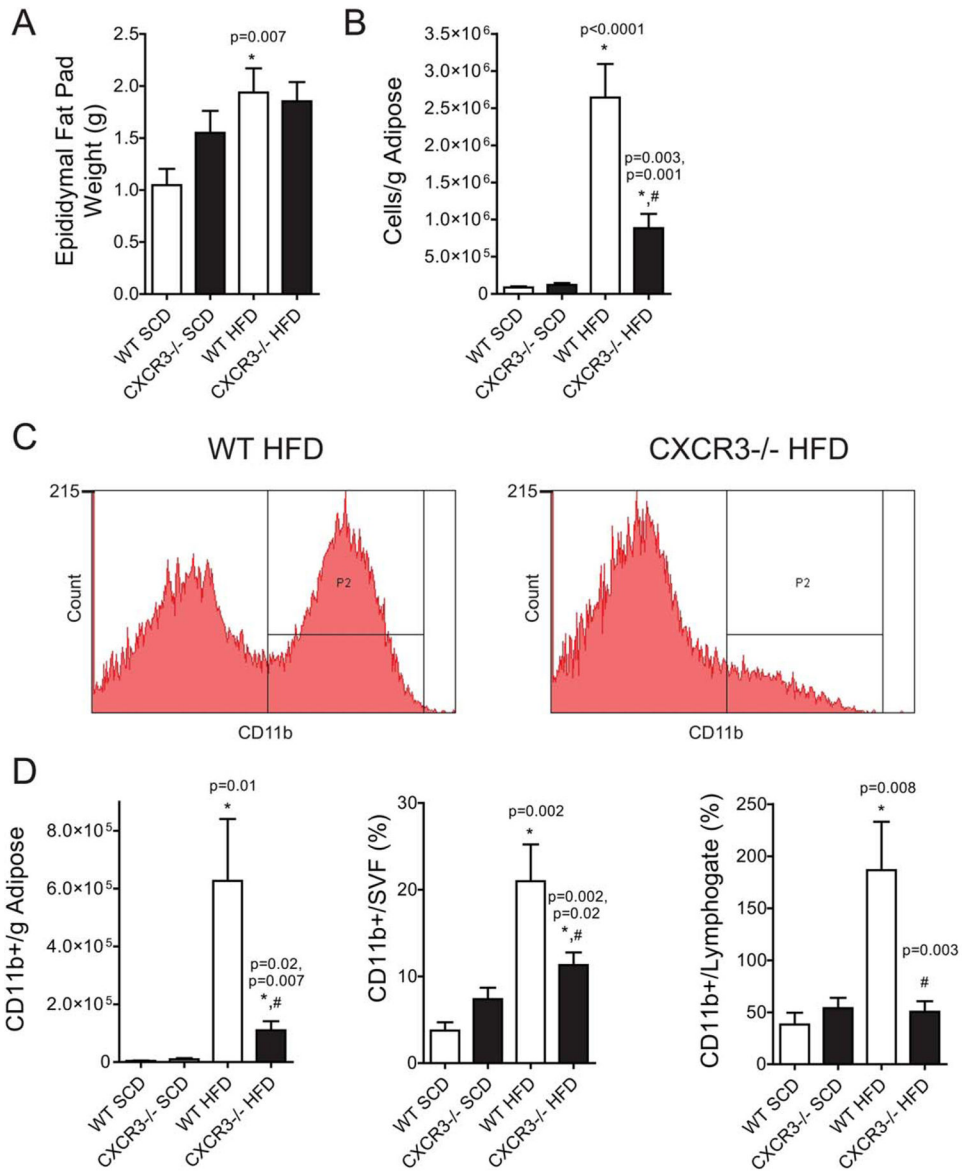 A
Epididymal Fat Pad
Weight (g)
2.5
2.0
1.5
1.0
0.5
0.0
p=0.007
*
WT SCD
CXCR3-/- SCD
WT HFD
CXCR3-/- HFD
B
Cells/g Adipose
3.5×10⁶
3.0×10⁶
2.5×10⁶
2.0×10⁶
1.5×10⁶
1.0×10⁶
5.0×10⁵
0
p<0.0001
*
p=0.003,
p=0.001
*,#
WT SCD
CXCR3-/- SCD
WT HFD
CXCR3-/- HFD
C
WT HFD
215
Count
P2
CD11b
CXCR3-/- HFD
215
Count
P2
CD11b
D
CD11b+/g Adipose
8.0×10⁵
6.0×10⁵
4.0×10⁵
2.0×10⁵
0
p=0.01
*
p=0.02,
p=0.007
*,#
WT SCD
CXCR3-/- SCD
WT HFD
CXCR3-/- HFD
CD11b+/SVF (%)
30
20
10
0
p=0.002
*
p=0.002,
p=0.02
*,#
WT SCD
CXCR3-/- SCD
WT HFD
CXCR3-/- HFD
CD11b+/Lymphogate (%)
250
200
150
100
50
0
p=0.008
*
p=0.003
#
WT SCD
CXCR3-/- SCD
WT HFD
CXCR3-/- HFD